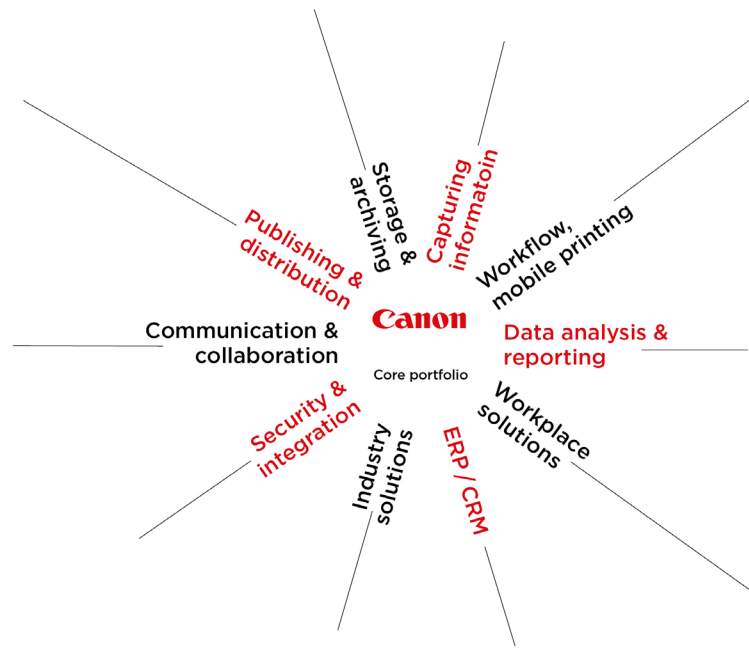 Storage &
archiving
Capturing
informatoin
Workflow,
mobile printing
Publishing &
distribution
Canon
Communication &
collaboration
Data analysis &
reporting
Core portfolio
Security &
integration
Industry
solutions
ERP / CRM
Workplace
solutions